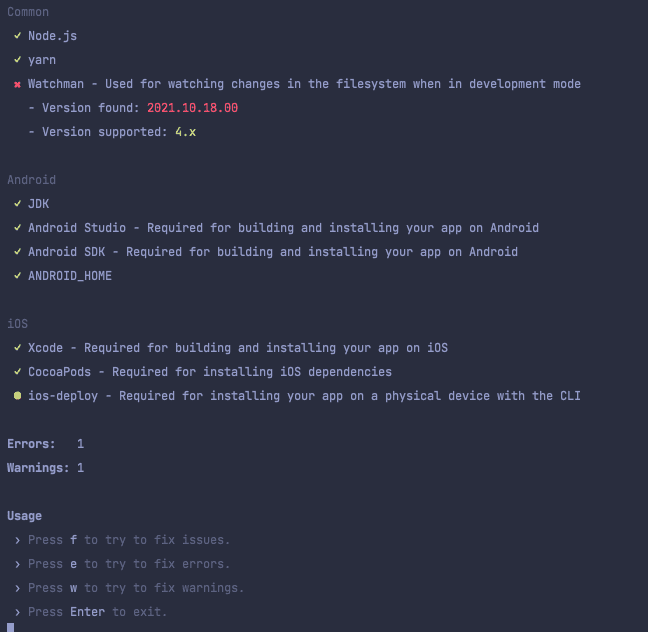 Common
✓ Node.js
✓ yarn
✖ Watchman - Used for watching changes in the filesystem when in development mode
- Version found: 2021.10.18.00
- Version supported: 4.x
Android
✓ JDK
✓ Android Studio - Required for building and installing your app on Android
✓ Android SDK - Required for building and installing your app on Android
✓ ANDROID_HOME
iOS
✓ Xcode - Required for building and installing your app on iOS
✓ CocoaPods - Required for installing iOS dependencies
● ios-deploy - Required for installing your app on a physical device with the CLI
Errors: 1
Warnings: 1
Usage
› Press f to try to fix issues.
› Press e to try to fix errors.
› Press w to try to fix warnings.
› Press Enter to exit.